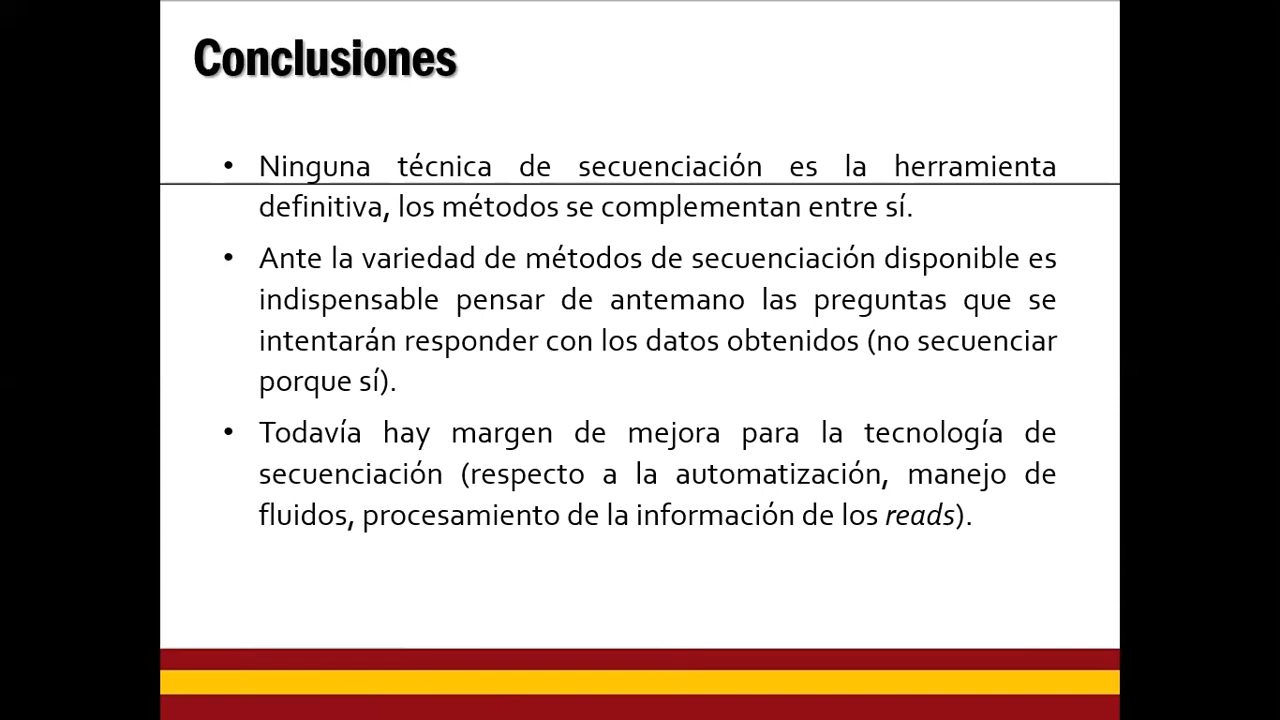 Conclusiones
• Ninguna técnica de secuenciación es la herramienta
definitiva, los métodos se complementan entre sí.
• Ante la variedad de métodos de secuenciación disponible es
indispensable pensar de antemano las preguntas que se
intentarán responder con los datos obtenidos (no secuenciar
porque sí).
• Todavía hay margen de mejora para la tecnología de
secuenciación (respecto a la automatización, manejo de
fluidos, procesamiento de la información de los reads).